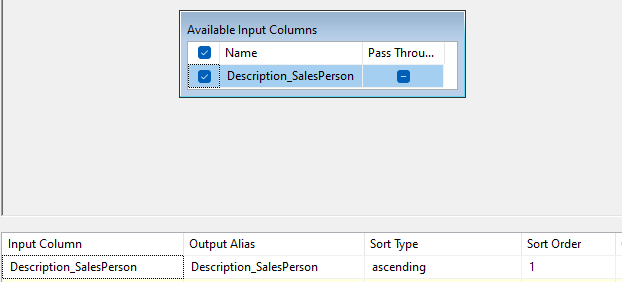 Available Input Columns
Name Pass Throu...
Description_SalesPerson
Input Column Output Alias Sort Type Sort Order
Description_SalesPerson Description_SalesPerson ascending 1